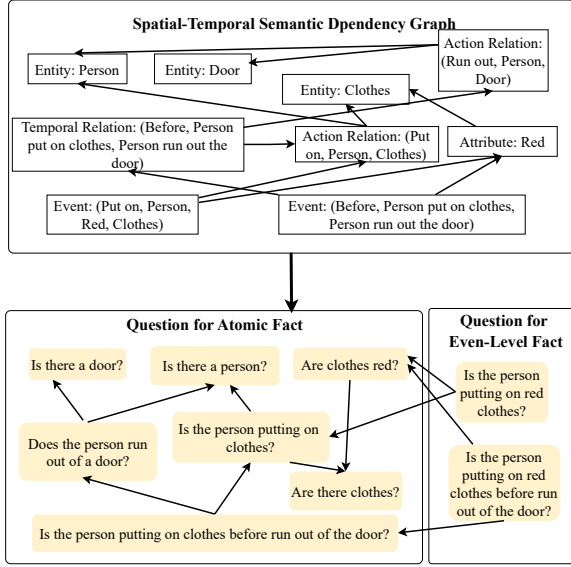 Spatial-Temporal Semantic Dpendency Graph
Entity: Person
Entity: Door
Action Relation:
(Run out, Person,
Door)
Entity: Clothes
Temporal Relation: (Before, Person
put on clothes, Person run out the
door)
Action Relation: (Put
on, Person, Clothes)
Attribute: Red
Event: (Put on, Person,
Red, Clothes)
Event: (Before, Person put on clothes,
Person run out the door)
Question for Atomic Fact
Is there a door?
Is there a person?
Are clothes red?
Does the person run
out of a door?
Is the person putting on
clothes?
Are there clothes?
Is the person putting on clothes before run out of the door?
Question for
Even-Level Fact
Is the person
putting on red
clothes?
Is the person
putting on red
clothes before run
out of the door?